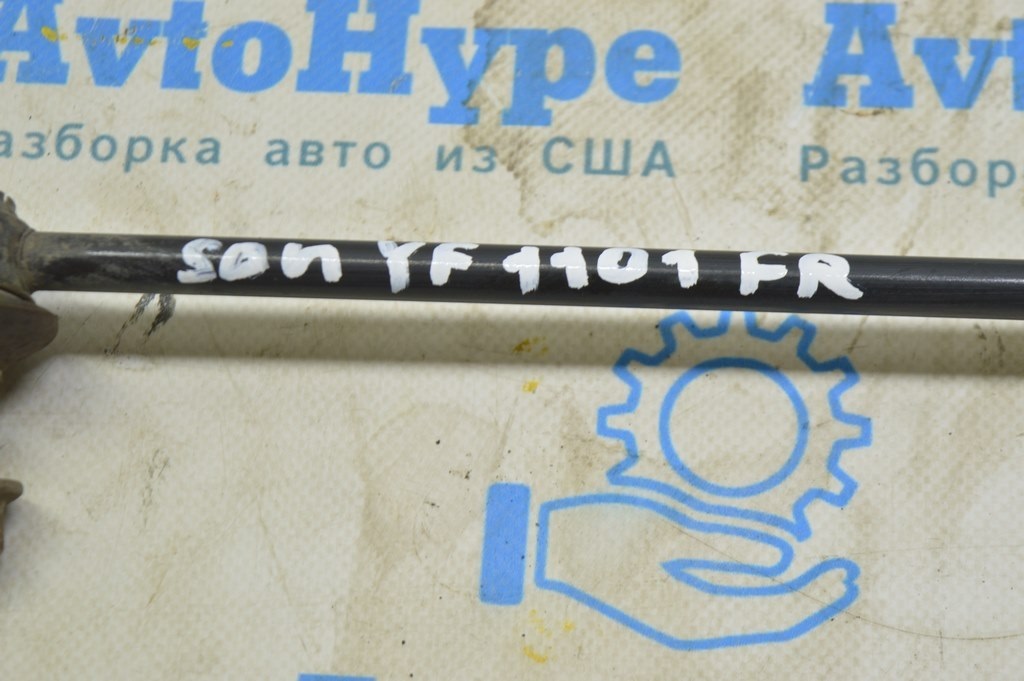 AvtoHype Avt
азборка авто из США Разбор
son YF 1101 FR